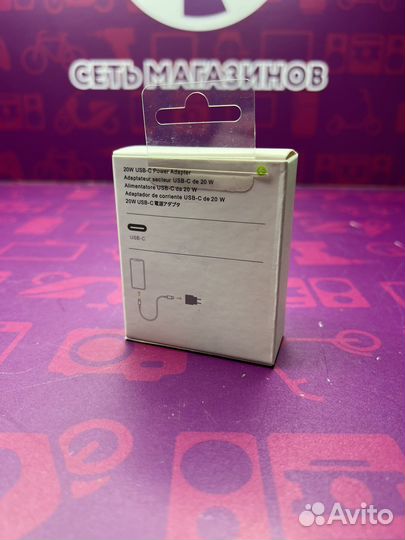 СЕТЬ МАГАЗИНОВ
20W USB-C Power Adapter
Adaptateur secteur USB-C de 20 W
Alimentatore USB-C da 20 W
Adaptador de corriente USB-C de 20 W
20W USB-C電源アダプタ
USB-C
Avito